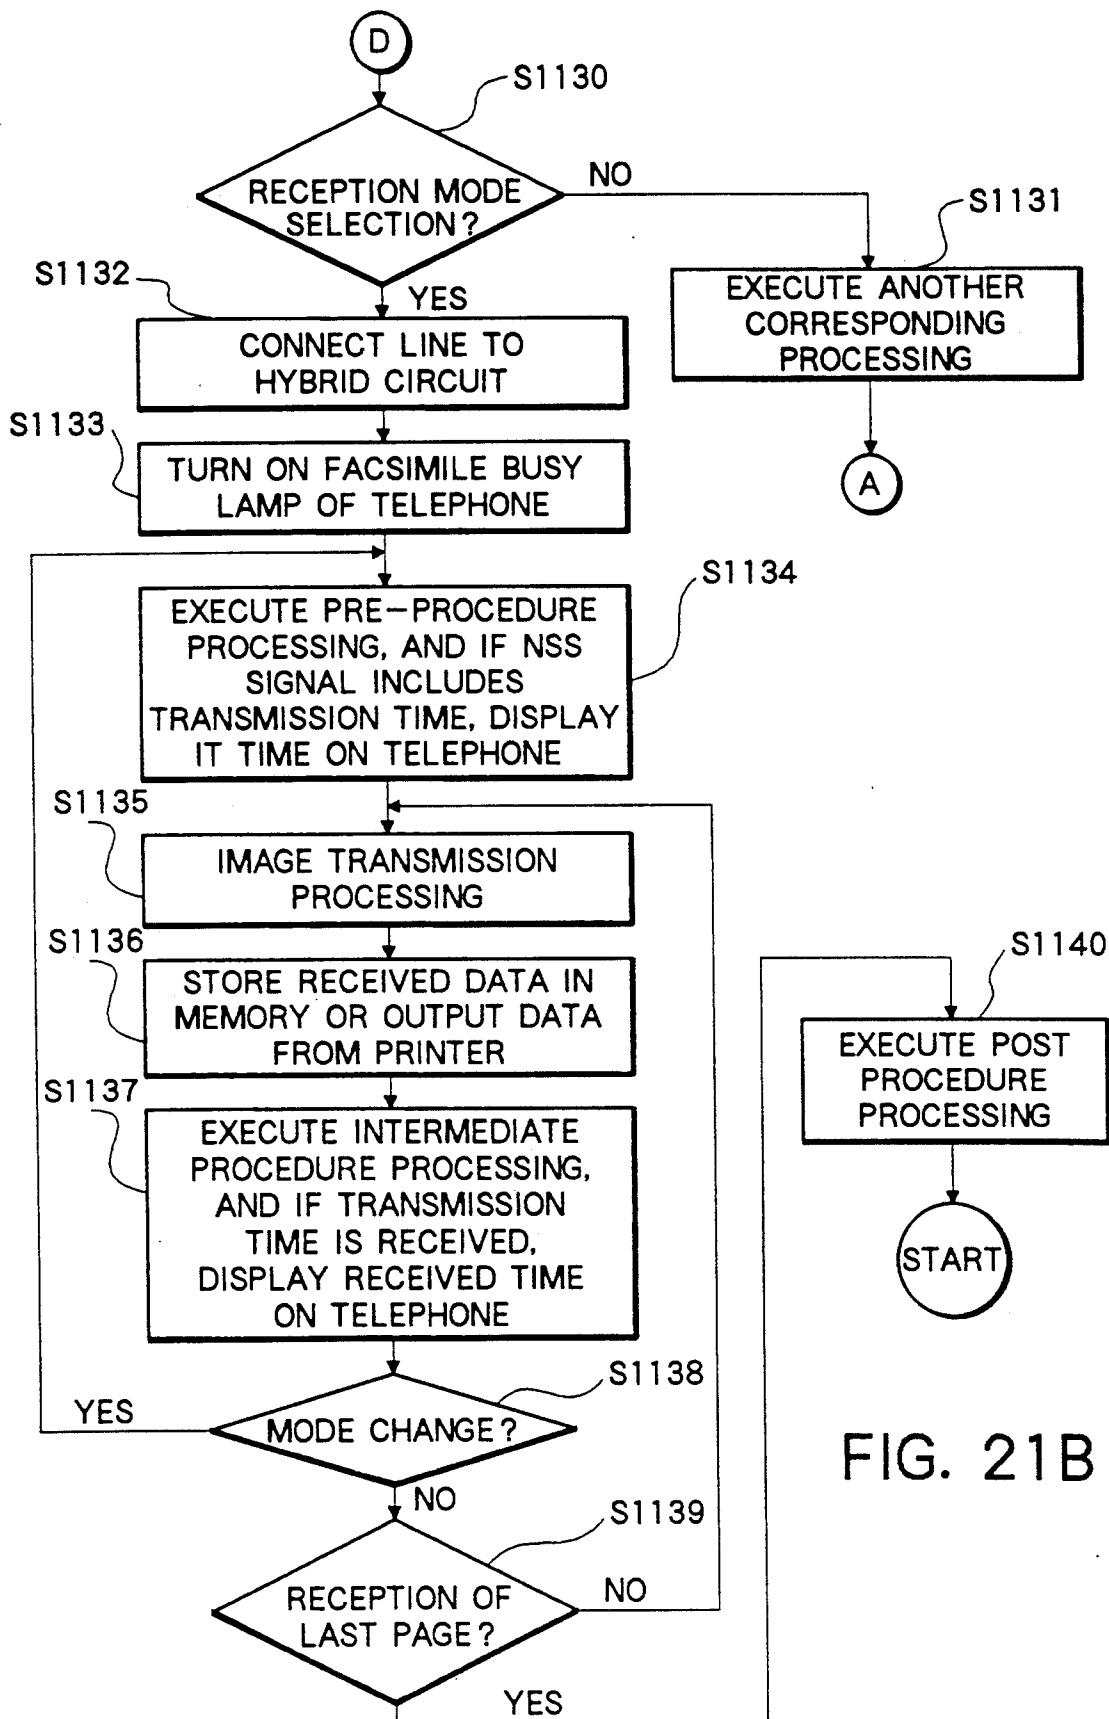 D
S1130
RECEPTION MODE
SELECTION?
NO
S1131
EXECUTE ANOTHER
CORRESPONDING
PROCESSING
A
YES
S1132
CONNECT LINE TO
HYBRID CIRCUIT
S1133
TURN ON FACSIMILE BUSY
LAMP OF TELEPHONE
S1134
EXECUTE PRE-PROCEDURE
PROCESSING, AND IF NSS
SIGNAL INCLUDES
TRANSMISSION TIME, DISPLAY
IT TIME ON TELEPHONE
S1135
IMAGE TRANSMISSION
PROCESSING
S1136
STORE RECEIVED DATA IN
MEMORY OR OUTPUT DATA
FROM PRINTER
S1137
EXECUTE INTERMEDIATE
PROCEDURE PROCESSING,
AND IF TRANSMISSION
TIME IS RECEIVED,
DISPLAY RECEIVED TIME
ON TELEPHONE
S1138
MODE CHANGE?
YES
NO
S1139
RECEPTION OF
LAST PAGE?
NO
YES
S1140
EXECUTE POST
PROCEDURE
PROCESSING
START
FIG. 21B